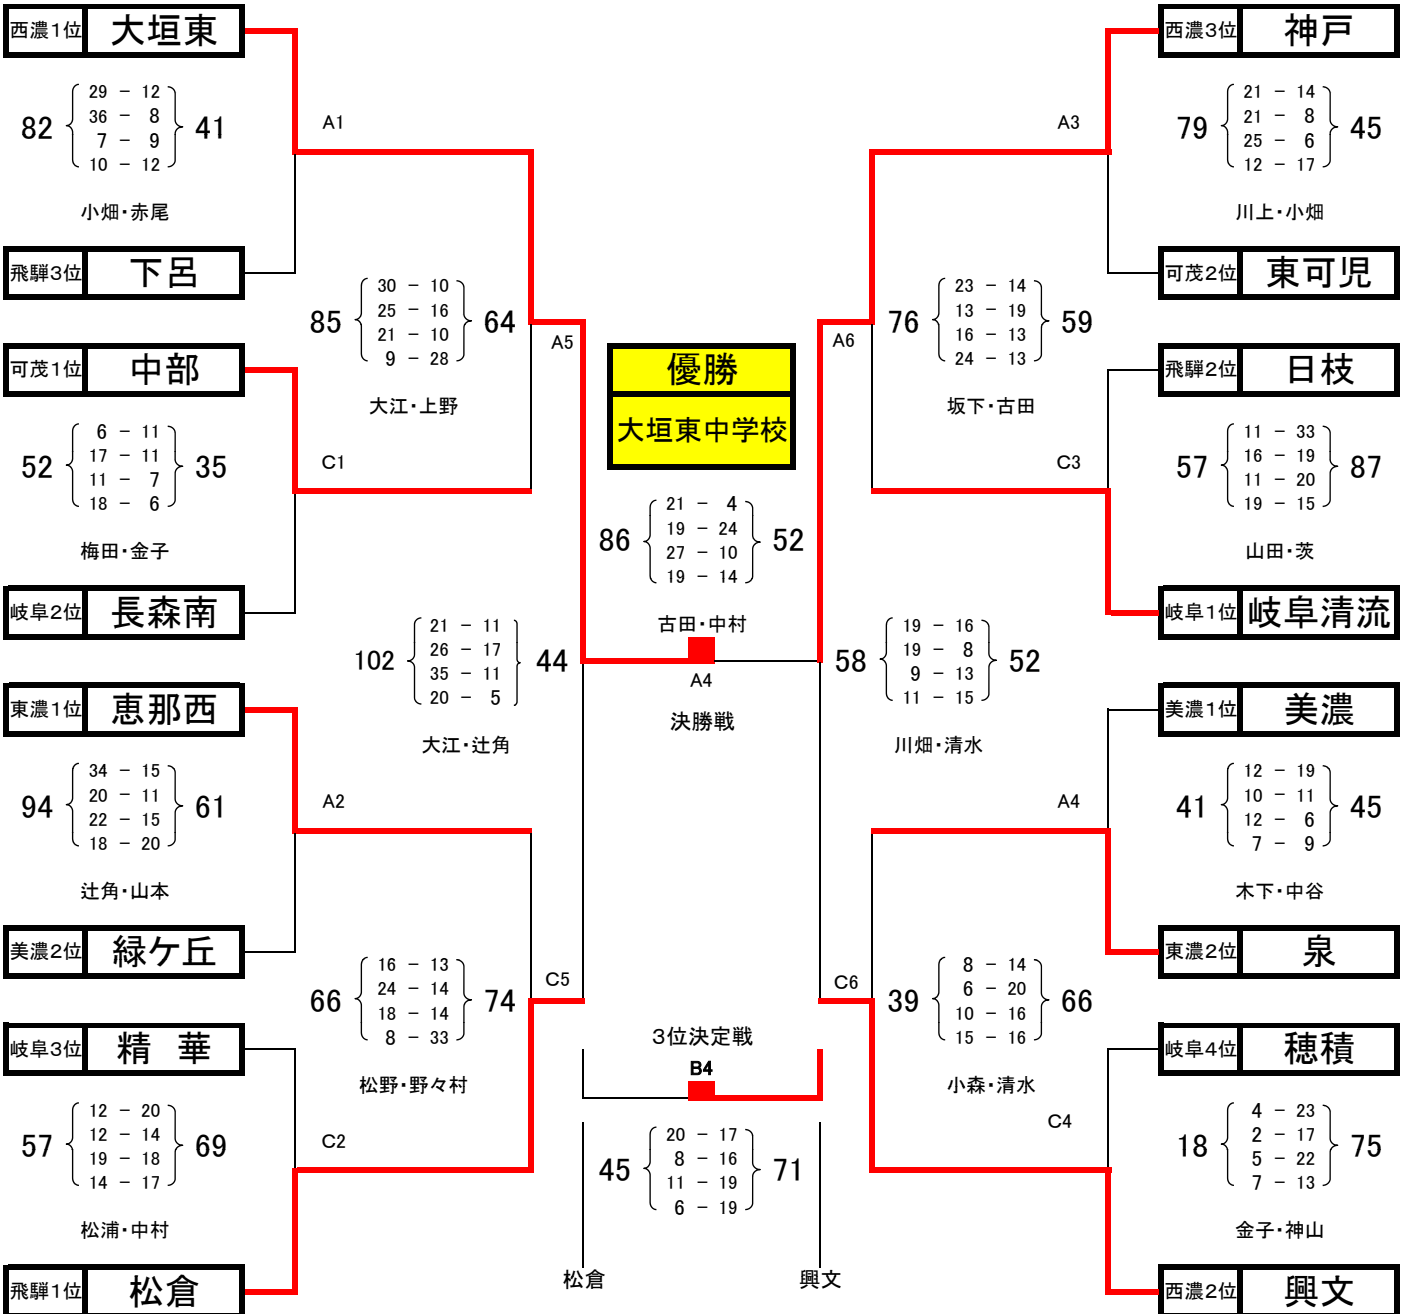 西濃1位 大垣東
82
29 － 12
36 － 8
7 － 9
10 － 12
41
小畑・赤尾
A1
飛騨3位 下呂
可茂1位 中部
52
6 － 11
17 － 11
11 － 7
18 － 6
35
梅田・金子
C1
岐阜2位 長森南
85
30 － 10
25 － 16
21 － 10
9 － 28
64
大江・上野
A5
東濃1位 恵那西
94
34 － 15
20 － 11
22 － 15
18 － 20
61
辻角・山本
A2
美濃2位 緑ケ丘
岐阜3位 精　華
57
12 － 20
12 － 14
19 － 18
14 － 17
69
松浦・中村
C2
飛騨1位 松倉
66
16 － 13
24 － 14
18 － 14
8 － 33
74
松野・野々村
C5
102
21 － 11
26 － 17
35 － 11
20 － 5
44
大江・辻角
優勝
大垣東中学校
86
21 － 4
19 － 24
27 － 10
19 － 14
52
古田・中村
A4
決勝戦
3位決定戦
B4
45
20 － 17
8 － 16
11 － 19
6 － 19
71
松倉
興文
西濃3位 神戸
A3
79
21 － 14
21 － 8
25 － 6
12 － 17
45
川上・小畑
可茂2位 東可児
A6
76
23 － 14
13 － 19
16 － 13
24 － 13
59
坂下・古田
飛騨2位 日枝
C3
57
11 － 33
16 － 19
11 － 20
19 － 15
87
山田・茨
岐阜1位 岐阜清流
58
19 － 16
19 － 8
9 － 13
11 － 15
52
川畑・清水
美濃1位 美濃
A4
41
12 － 19
10 － 11
12 － 6
7 － 9
45
木下・中谷
東濃2位 泉
C6
39
8 － 14
6 － 20
10 － 16
15 － 16
66
小森・清水
岐阜4位 穂積
C4
18
4 － 23
2 － 17
5 － 22
7 － 13
75
金子・神山
西濃2位 興文